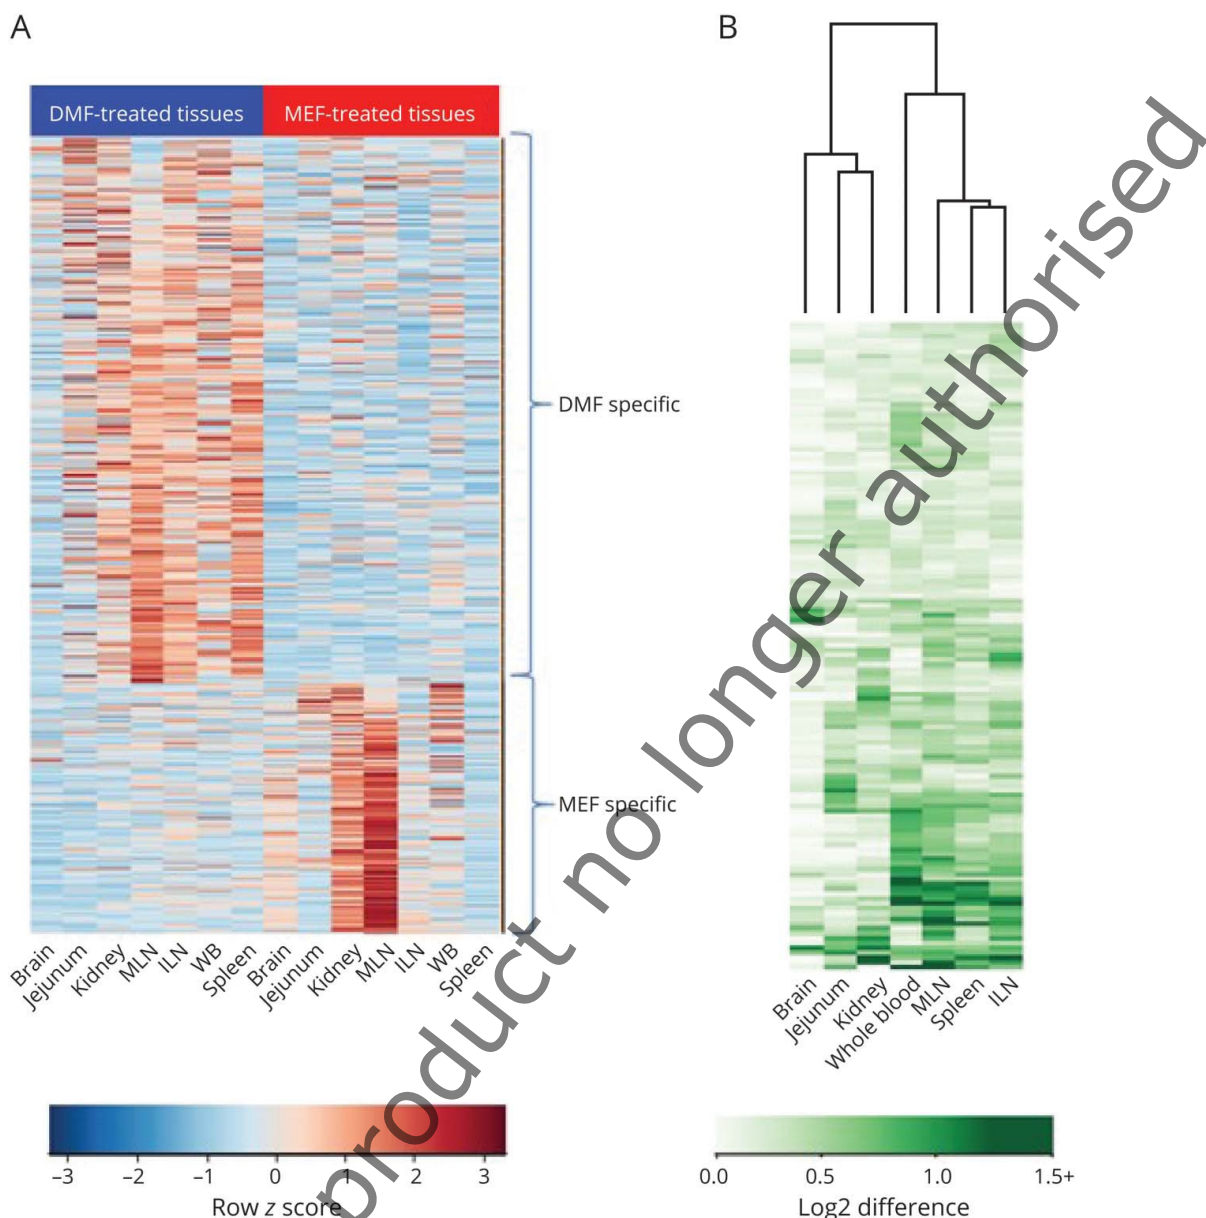 A
B
DMF-treated tissues MEF-treated tissues
DMF specific
MEF specific
Brain Jejunum Kidney MLN ILN WB Spleen Brain Jejunum Kidney MLN ILN WB Spleen
Brain Jejunum Kidney Whole blood MLN Spleen ILN
−3 −2 −1 0 1 2 3
Row z score
0.0 0.5 1.0 1.5+
Log2 difference
product no longer authorised